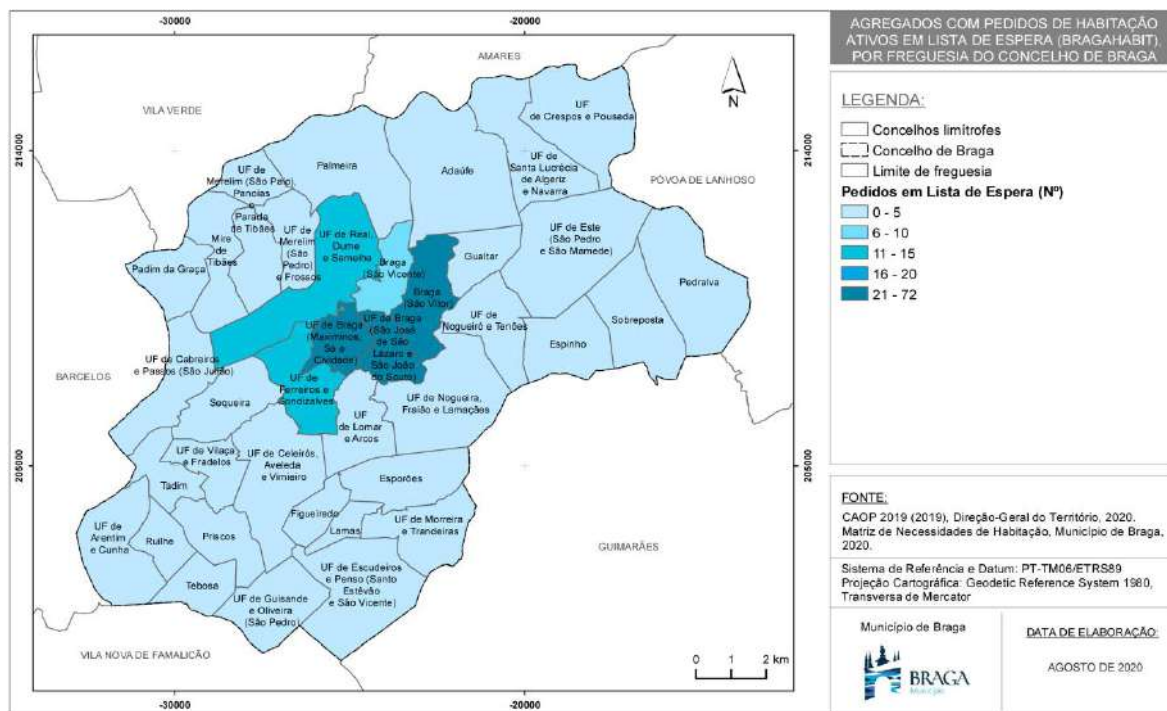 -30000
-20000
AGREGADOS COM PEDIDOS DE HABITAÇÃO
ATIVOS EM LISTA DE ESPERA (BRAGAHABIT),
POR FREGUESIA DO CONCELHO DE BRAGA
AMARES
N
VILA VERDE
UF
de Crespos e Pousada
214000
214000
Palmeira
Adaúfe
UF de
Santa Lucrécia
de Algeriz
e Navarra
PÓVOA DE LANHOSO
UF de
Merelim (São Paio),
Panoias
e
Parada
de Tibães
Mire
de
Tibães
UF de
Merelim
(São
Pedro) e
Frossos
UF de Real,
Dume
e Semelhe
Braga
(São Vicente)
Gualtar
UF de Este
(São Pedro
e São Mamede)
Padim da Graça
Pedralva
Braga
(São Vitor)
UF de Braga
(Maximinos,
Sé e
Cividade)
UF de Braga
(São José
de São
Lázaro e
São João
do Souto)
UF de
Nogueiró e Tenões
Sobreposta
Espinho
UF de Cabreiros
e Passos (São Julião)
BARCELOS
UF de
Ferreiros e
Gondizalves
Sequeira
UF
de Lomar
e Arcos
UF de Nogueira,
Fraião e Lamaçães
UF de Vilaça
e Fradelos
UF de Celeirós,
Aveleda
e Vimieiro
205000
205000
Tadim
Esporões
Figueiredo
Lamas
UF de Morreira
e Trandeiras
UF de
Arentim
e Cunha
Ruilhe
Priscos
GUIMARÃES
Tebosa
UF de Escudeiros
e Penso (Santo
Estêvão
e São Vicente)
UF de Guisande
e Oliveira
(São Pedro)
VILA NOVA DE FAMALICÃO
0 1 2 km
-30000
-20000
LEGENDA:
Concelhos limítrofes
Concelho de Braga
Limite de freguesia
Pedidos em Lista de Espera (Nº)
0 - 5
6 - 10
11 - 15
16 - 20
21 - 72
FONTE:
CAOP 2019 (2019), Direção-Geral do Território, 2020.
Matriz de Necessidades de Habitação, Município de Braga,
2020.
Sistema de Referência e Datum: PT-TM06/ETRS89
Projeção Cartográfica: Geodetic Reference System 1980,
Transversa de Mercator
Município de Braga
BRAGA
Município
DATA DE ELABORAÇÃO:
AGOSTO DE 2020